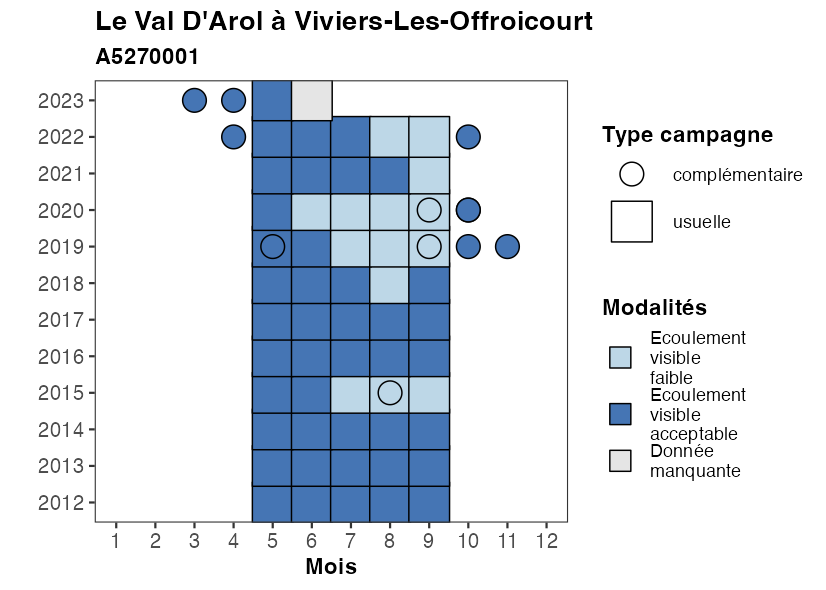 Le Val D'Arol à Viviers-Les-Offroicourt
A5270001
2023
2022
2021
2020
2019
2018
2017
2016
2015
2014
2013
2012
1 2 3 4 5 6 7 8 9 10 11 12
Mois
Type campagne
complémentaire
usuelle
Modalités
Ecoulement
visible
faible
Ecoulement
visible
acceptable
Donnée
manquante